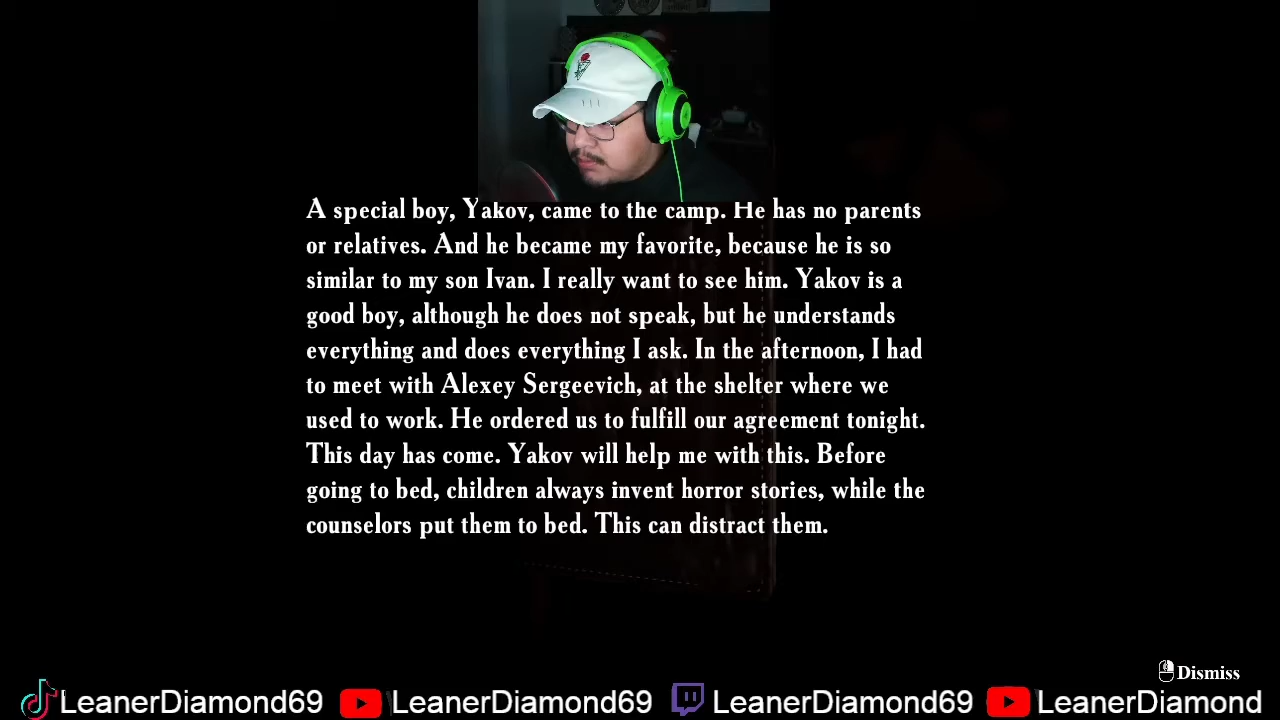 A special boy, Yakov, came to the camp. He has no parents
or relatives. And he became my favorite, because he is so
similar to my son Ivan. I really want to see him. Yakov is a
good boy, although he does not speak, but he understands
everything and does everything I ask. In the afternoon, I had
to meet with Alexey Sergeevich, at the shelter where we
used to work. He ordered us to fulfill our agreement tonight.
This day has come. Yakov will help me with this. Before
going to bed, children always invent horror stories, while the
counselors put them to bed. This can distract them.
Dismiss
LeanerDiamond69 LeanerDiamond69 LeanerDiamond69 LeanerDiamond